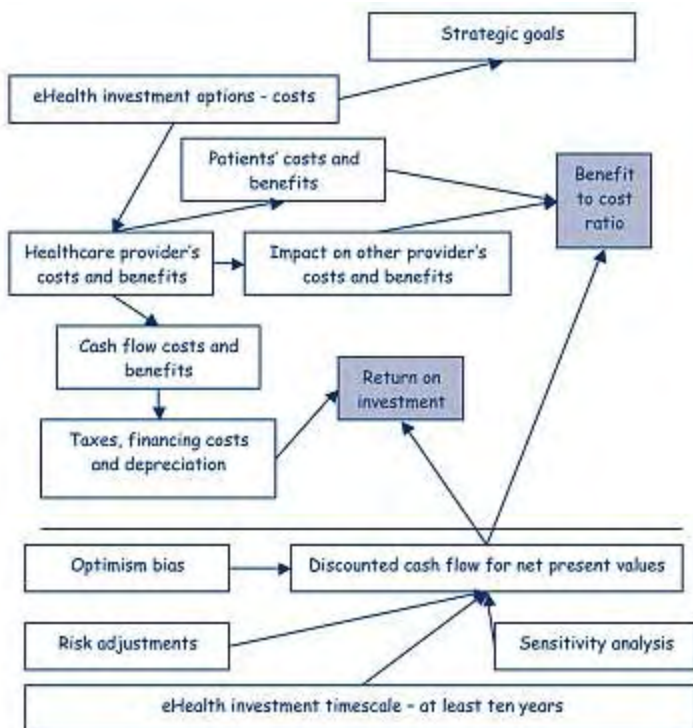 Strategic goals
eHealth investment options - costs
Patients' costs and
benefits
Benefit
to cost
ratio
Healthcare provider's
costs and benefits
Impact on other provider's
costs and benefits
Cash flow costs and
benefits
Return on
investment
Taxes, financing costs
and depreciation
Optimism bias
Discounted cash flow for net present values
Risk adjustments
Sensitivity analysis
eHealth investment timescale - at least ten years